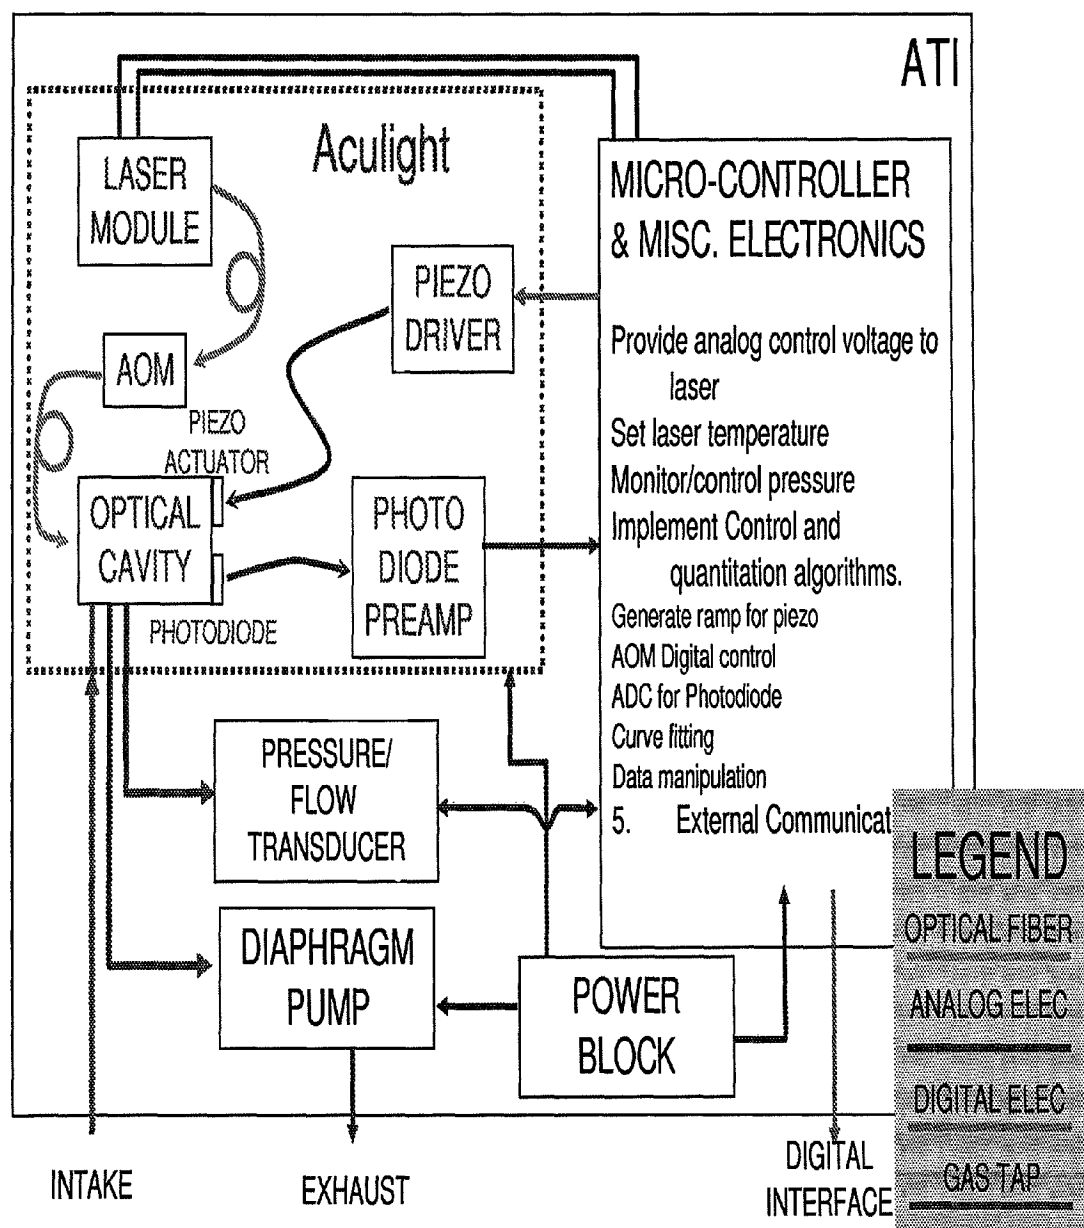 ATI
Aculight
LASER
MODULE
MICRO-CONTROLLER
& MISC. ELECTRONICS
PIEZO
DRIVER
AOM
PIEZO
ACTUATOR
OPTICAL
CAVITY
PHOTODIODE
PHOTO
DIODE
PREAMP
Provide analog control voltage to
laser
Set laser temperature
Monitor/control pressure
Implement Control and
quantitation algorithms.
Generate ramp for piezo
AOM Digital control
ADC for Photodiode
Curve fitting
Data manipulation
5. External Communicat
PRESSURE/
FLOW
TRANSDUCER
DIAPHRAGM
PUMP
POWER
BLOCK
INTAKE
EXHAUST
DIGITAL
INTERFACE
LEGEND
OPTICAL FIBER
ANALOG ELEC
DIGITAL ELEC
GAS TAP